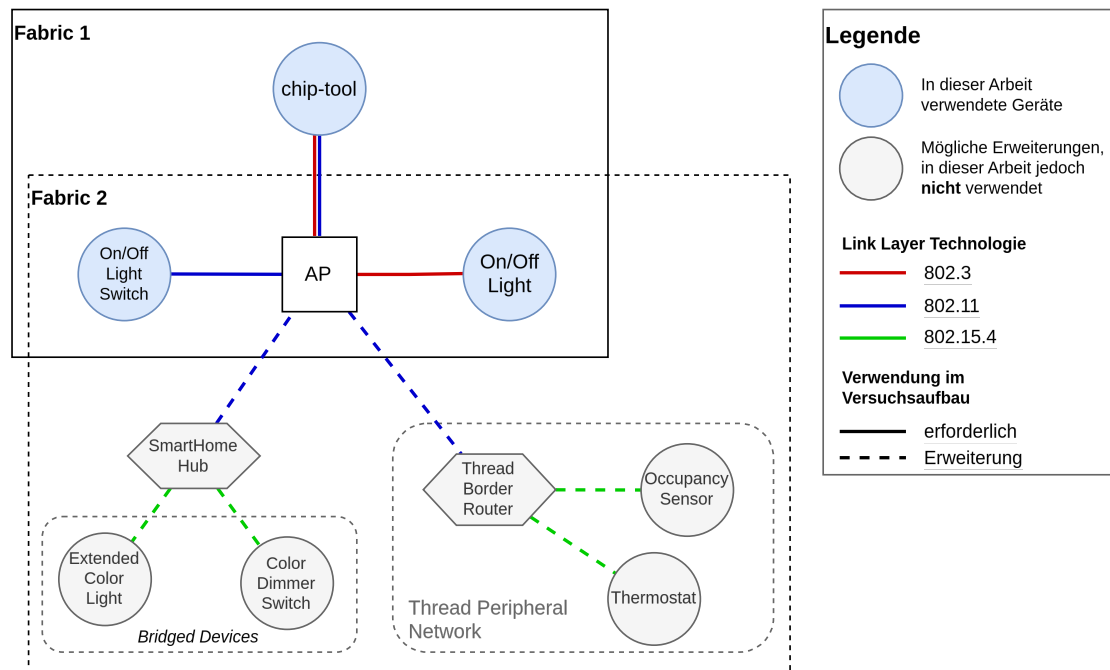 Fabric 1
chip-tool
Fabric 2
On/Off
Light
Switch
AP
On/Off
Light
SmartHome
Hub
Thread
Border
Router
Occupancy
Sensor
Extended
Color
Light
Color
Dimmer
Switch
Thermostat
Bridged Devices
Thread Peripheral
Network
Legende
In dieser Arbeit
verwendete Geräte
Mögliche Erweiterungen,
in dieser Arbeit jedoch
nicht verwendet
Link Layer Technologie
802.3
802.11
802.15.4
Verwendung im
Versuchsaufbau
erforderlich
Erweiterung